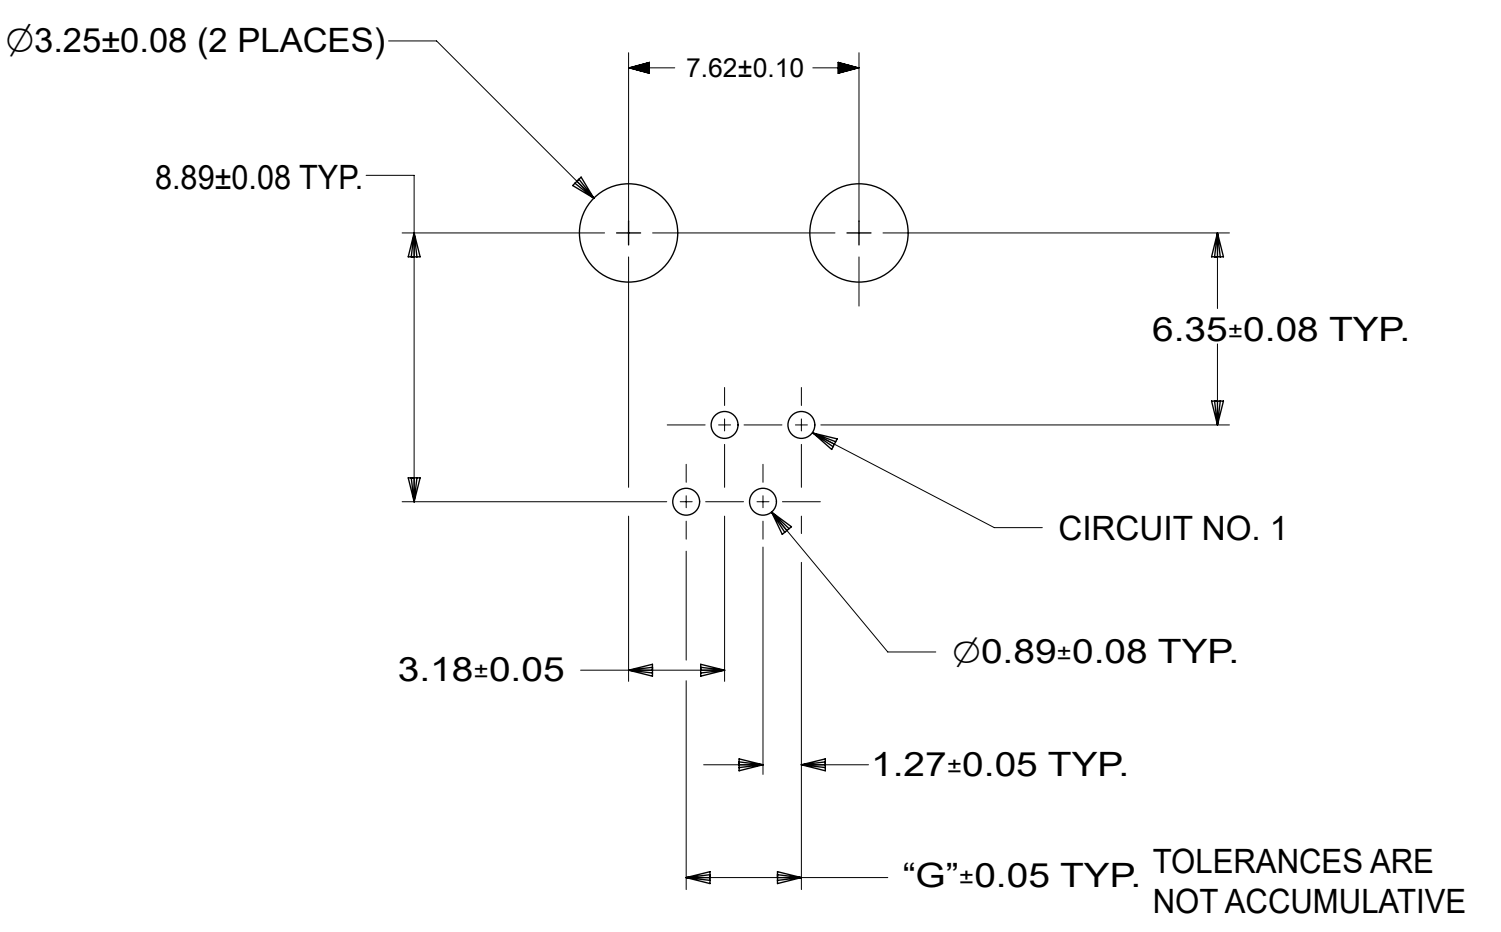 ∅3.25±0.08 (2 PLACES)
7.62±0.10
8.89±0.08 TYP.
6.35±0.08 TYP.
CIRCUIT NO. 1
∅0.89±0.08 TYP.
3.18±0.05
1.27±0.05 TYP.
“G”±0.05 TYP.
TOLERANCES ARE
NOT ACCUMULATIVE